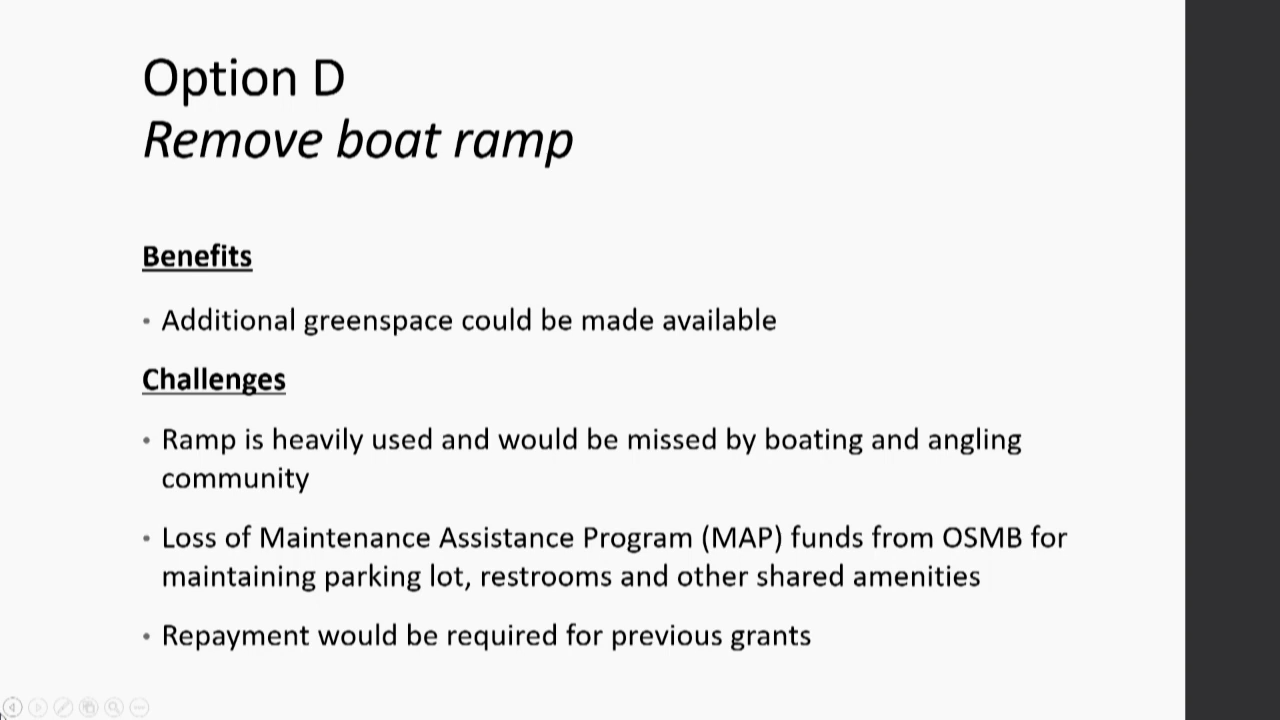 Option D
Remove boat ramp
Benefits
• Additional greenspace could be made available
Challenges
• Ramp is heavily used and would be missed by boating and angling
community
• Loss of Maintenance Assistance Program (MAP) funds from OSMB for
maintaining parking lot, restrooms and other shared amenities
• Repayment would be required for previous grants